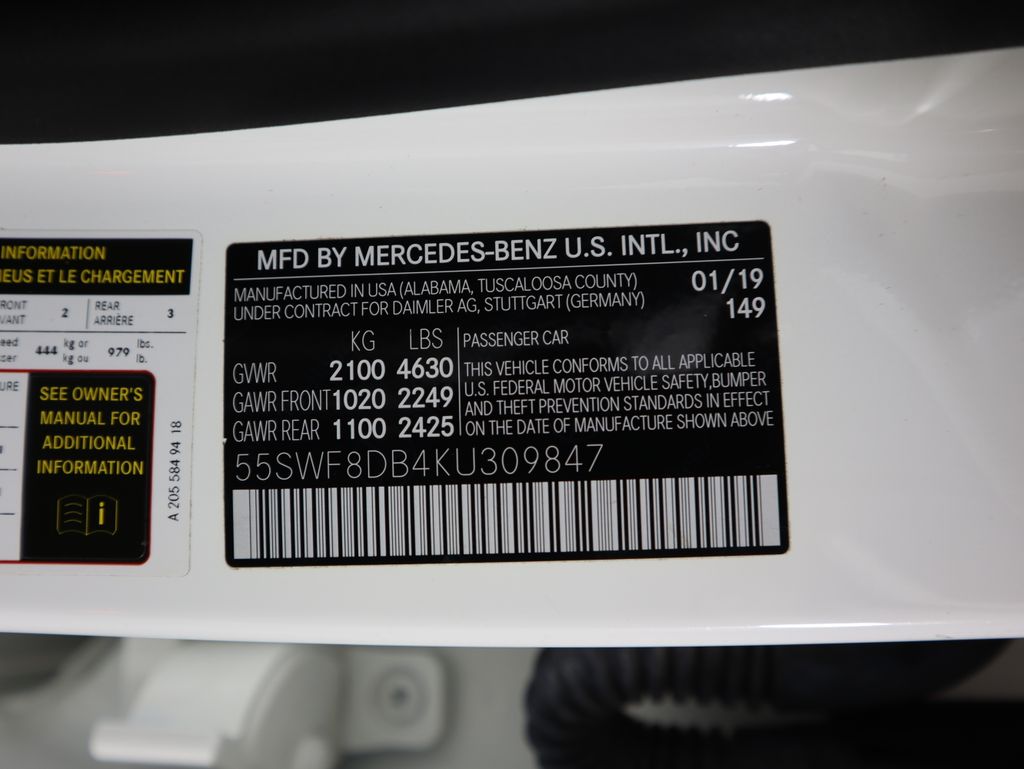 INFORMATION
EUS ET LE CHARGEMENT
RONT
VANT
2
REAR
ARRIÈRE
3
eed
sser
444
kg or
kg ou
979
lbs.
lb.
URE
SEE OWNER'S
MANUAL FOR
ADDITIONAL
INFORMATION
i
A 205 584 94 18
MFD BY MERCEDES-BENZ U.S. INTL., INC
MANUFACTURED IN USA (ALABAMA, TUSCALOOSA COUNTY) 01/19
UNDER CONTRACT FOR DAIMLER AG, STUTTGART (GERMANY) 149
KG LBS
GVWR 2100 4630
GAWR FRONT 1020 2249
GAWR REAR 1100 2425
PASSENGER CAR
THIS VEHICLE CONFORMS TO ALL APPLICABLE
U.S. FEDERAL MOTOR VEHICLE SAFETY,BUMPER
AND THEFT PREVENTION STANDARDS IN EFFECT
ON THE DATE OF MANUFACTURE SHOWN ABOVE
55SWF8DB4KU309847